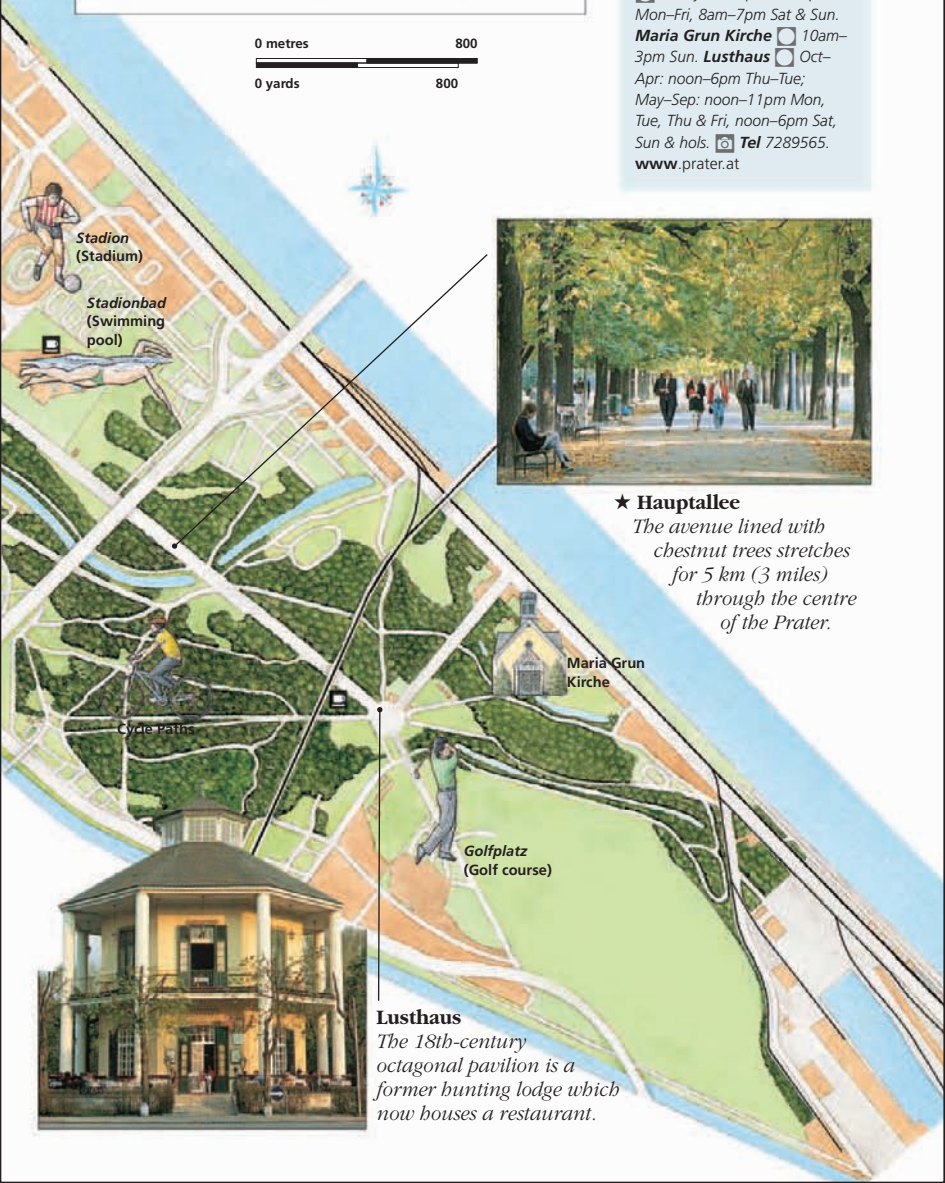 Mon–Fri, 8am–7pm Sat & Sun.
Maria Grun Kirche 10am–
3pm Sun. Lusthaus Oct–
Apr: noon–6pm Thu–Tue;
May–Sep: noon–11pm Mon,
Tue, Thu & Fri, noon–6pm Sat,
Sun & hols. Tel 7289565.
www.prater.at
0 metres 800
0 yards 800
Stadion
(Stadium)
Stadionbad
(Swimming
pool)
★ Hauptallee
The avenue lined with
chestnut trees stretches
for 5 km (3 miles)
through the centre
of the Prater.
Maria Grun
Kirche
Cycle Paths
Golfplatz
(Golf course)
Lusthaus
The 18th-century
octagonal pavilion is a
former hunting lodge which
now houses a restaurant.